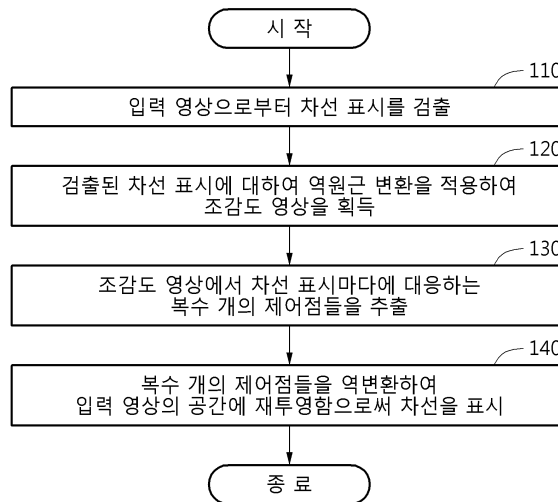 시 작
110
입력 영상으로부터 차선 표시를 검출
120
검출된 차선 표시에 대하여 역원근 변환을 적용하여
조감도 영상을 획득
130
조감도 영상에서 차선 표시마다에 대응하는
복수 개의 제어점들을 추출
140
복수 개의 제어점들을 역변환하여
입력 영상의 공간에 재투영함으로써 차선을 표시
종 료